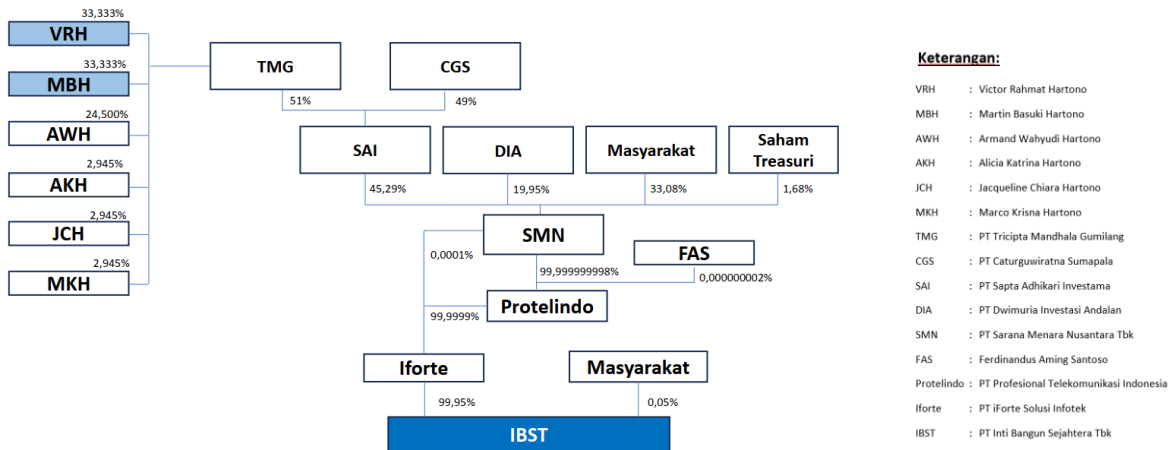 33,333%
VRH
33,333%
MBH
24,500%
AWH
2,945%
AKH
2,945%
JCH
2,945%
MKH
TMG
CGS
51%
49%
SAI
DIA
Masyarakat
Saham
Treasuri
45,29%
19,95%
33,08%
1,68%
SMN
FAS
0,0001%
99,999999998%
0,000000002%
Protelindo
99,9999%
Iforte
Masyarakat
99,95%
0,05%
IBST
Keterangan:
VRH : Victor Rahmat Hartono
MBH : Martin Basuki Hartono
AWH : Armand Wahyudi Hartono
AKH : Alicia Katrina Hartono
JCH : Jacqueline Chiara Hartono
MKH : Marco Krisna Hartono
TMG : PT Tricipta Mandhala Gumilang
CGS : PT Caturguwiratna Sumapala
SAI : PT Sapta Adhikari Investama
DIA : PT Dwimuria Investasi Andalan
SMN : PT Sarana Menara Nusantara Tbk
FAS : Ferdinandus Aming Santoso
Protelindo : PT Profesional Telekomunikasi Indonesia
Iforte : PT iForte Solusi Infotek
IBST : PT Inti Bangun Sejahtera Tbk